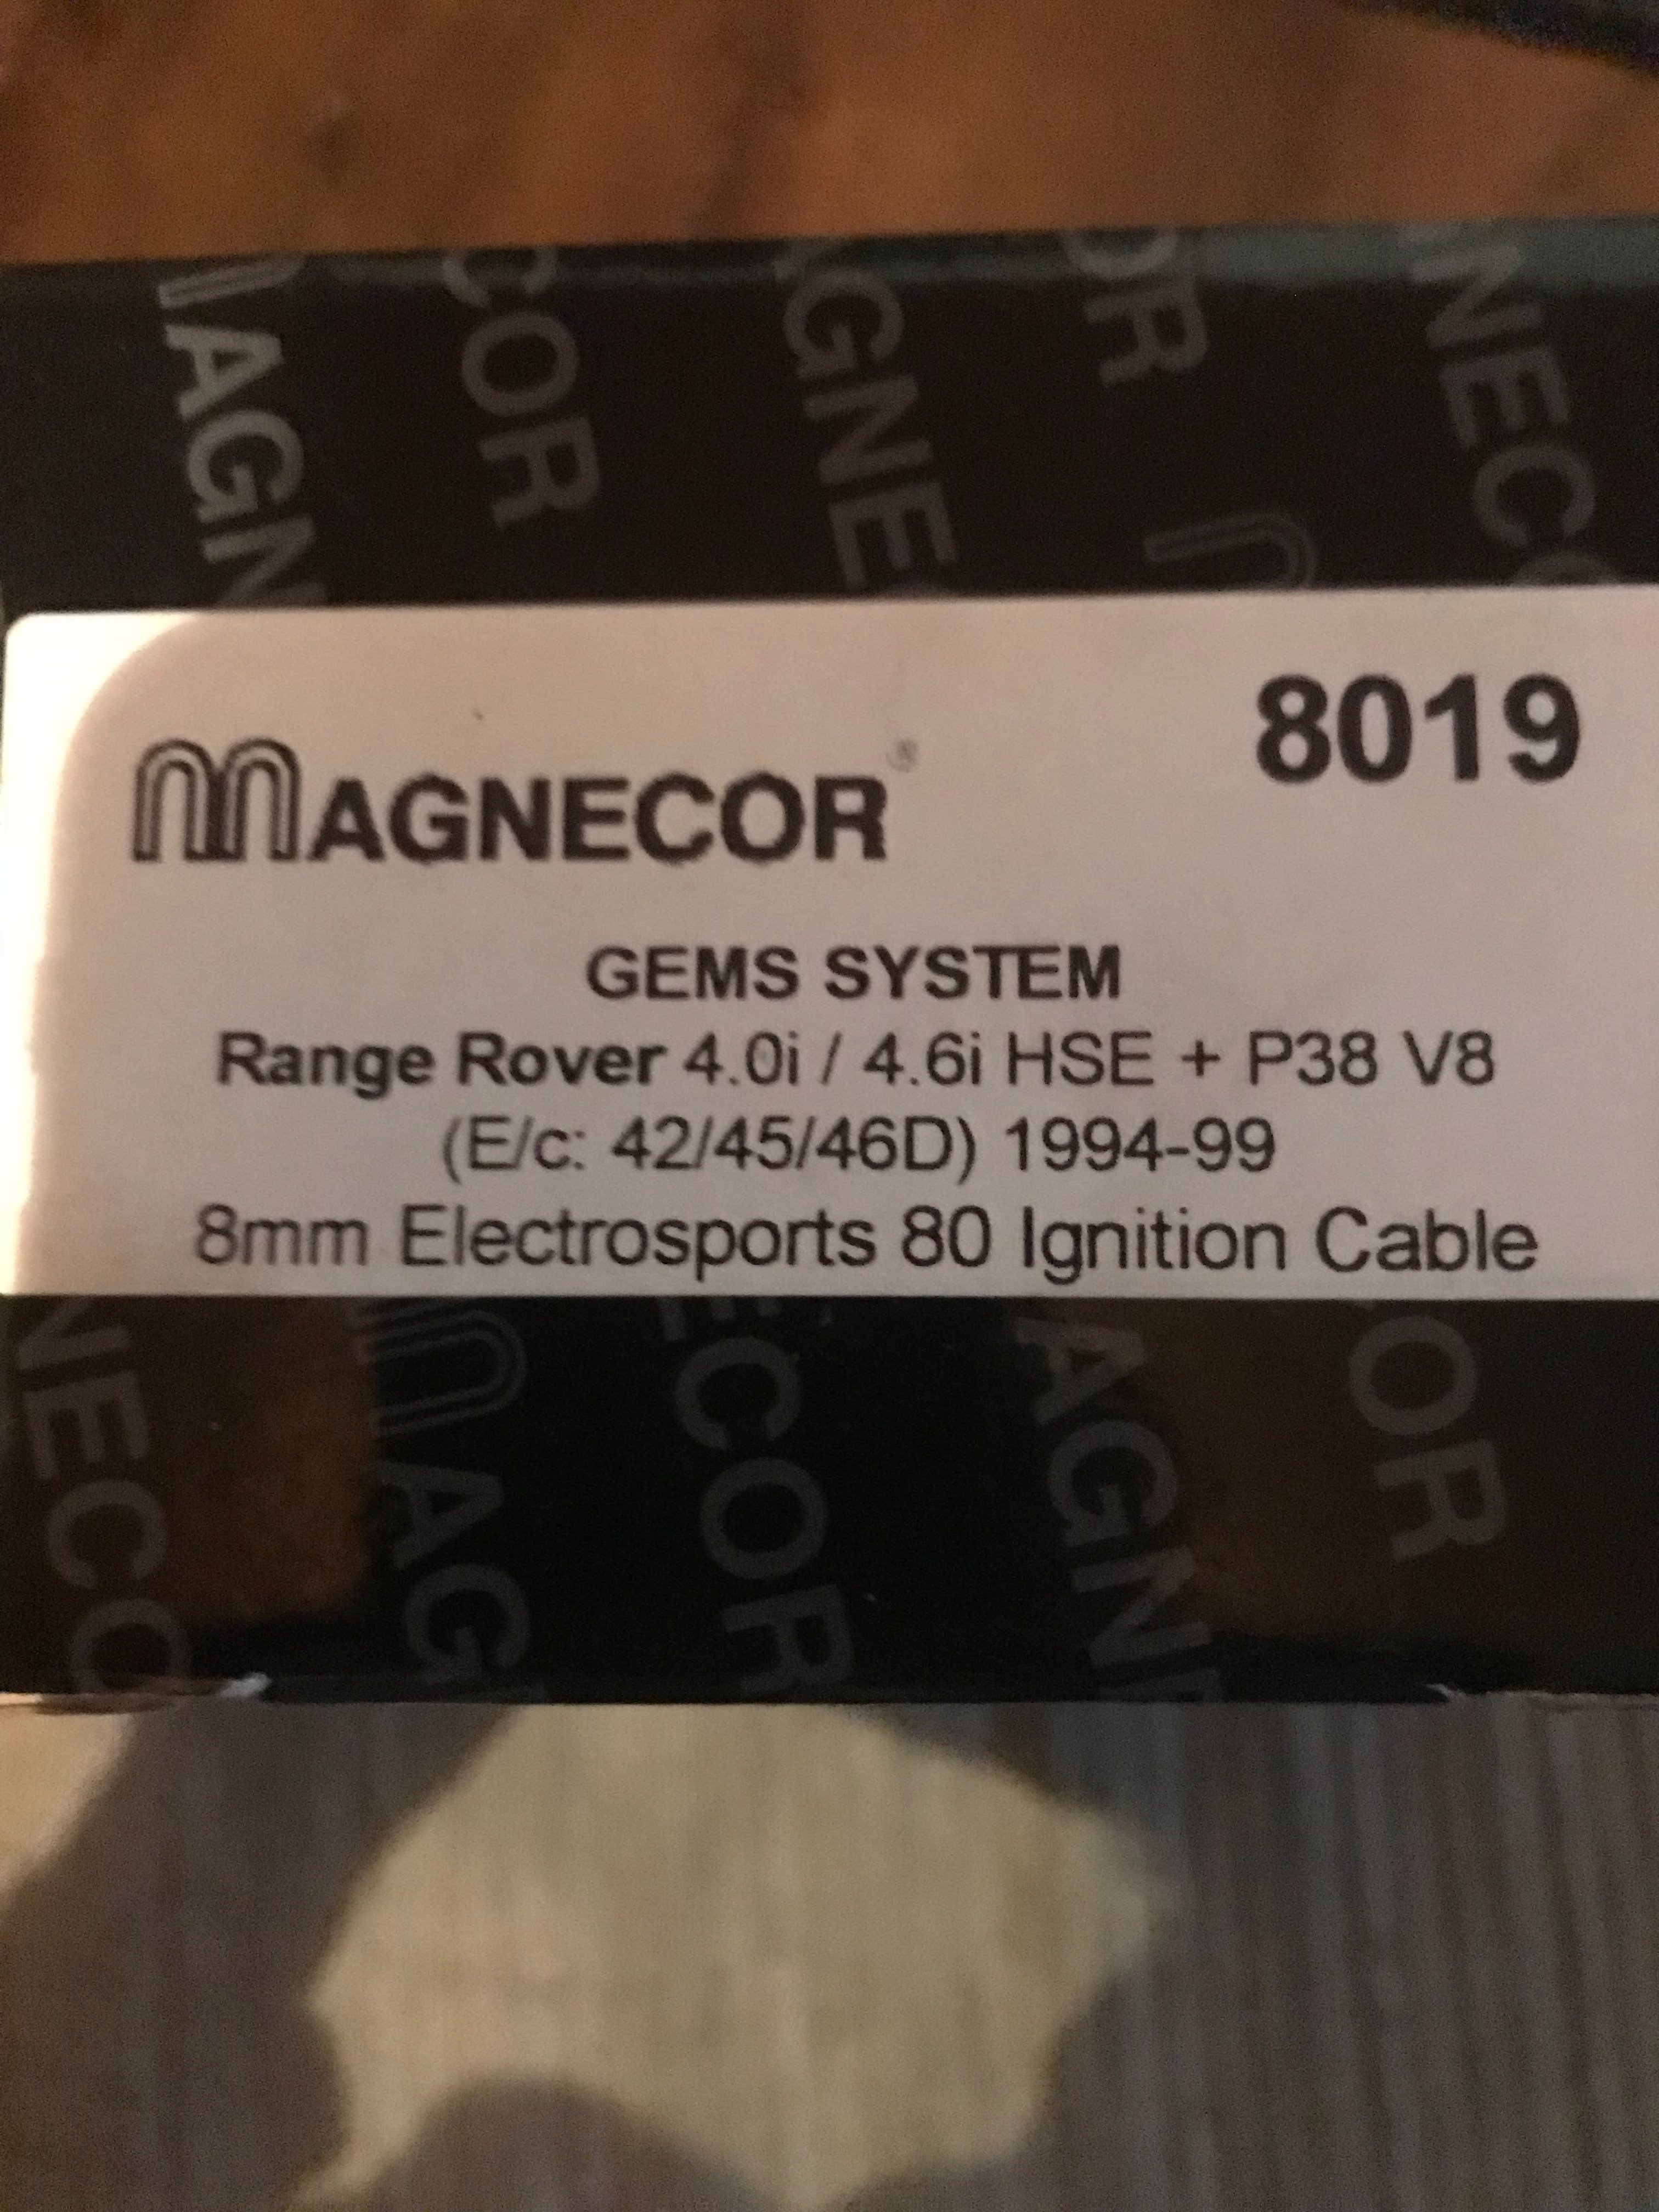 8019
MAGNECOR®
GEMS SYSTEM
Range Rover 4.0i / 4.6i HSE + P38 V8
(E/c: 42/45/46D) 1994-99
8mm Electrosports 80 Ignition Cable